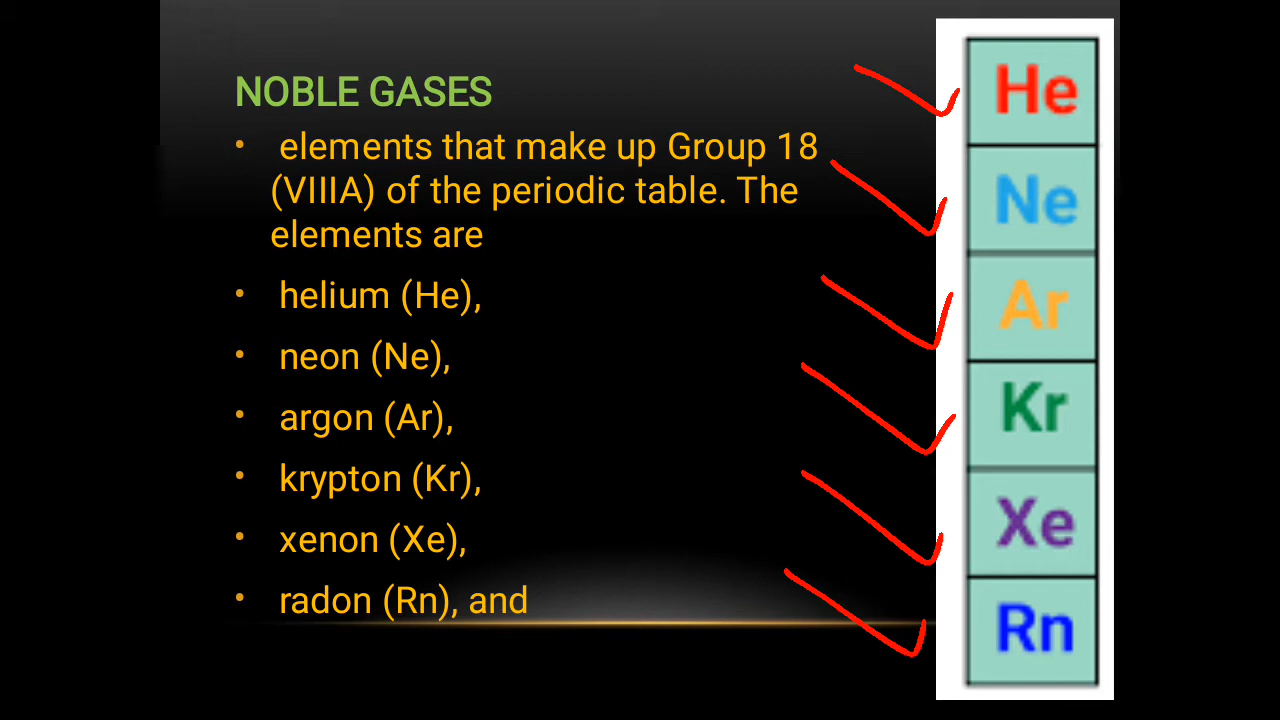 NOBLE GASES
• elements that make up Group 18
(VIIIA) of the periodic table. The
elements are
• helium (He),
• neon (Ne),
• argon (Ar),
• krypton (Kr),
• xenon (Xe),
• radon (Rn), and
He
Ne
Ar
Kr
Xe
Rn